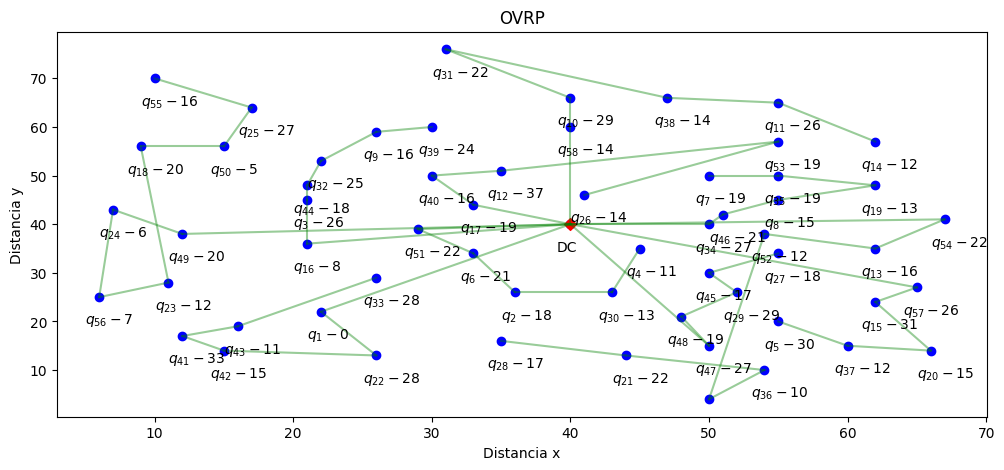 OVRP
q31 − 22
q55 − 16
q10 − 29
q38 − 14
q11 − 26
q25 − 27
q39 − 24
q58 − 14
q9 − 16
q53 − 19
q14 − 12
q18 − 20
q50 − 5
q32 − 25
q12 − 37
q40 − 16
q7 − 19
q35 − 19
q44 − 18
q19 − 13
q3 − 26
q26 − 14
q8 − 15
q24 − 6
q17 − 19
q46 − 21
q54 − 22
DC
q34 − 27
q51 − 22
q49 − 20
q52 − 12
q16 − 8
q6 − 21
q4 − 11
q13 − 16
q27 − 18
q23 − 12
q33 − 28
q45 − 17
q57 − 26
q56 − 7
q2 − 18
q30 − 13
q29 − 29
q15 − 31
q1 − 0
q48 − 19
q5 − 30
q43 − 11
q41 − 33
q28 − 17
q47 − 27
q37 − 12
q42 − 15
q22 − 28
q21 − 22
q20 − 15
q36 − 10
70
60
50
40
30
20
10
Distancia y
10
20
30
40
50
60
70
Distancia x